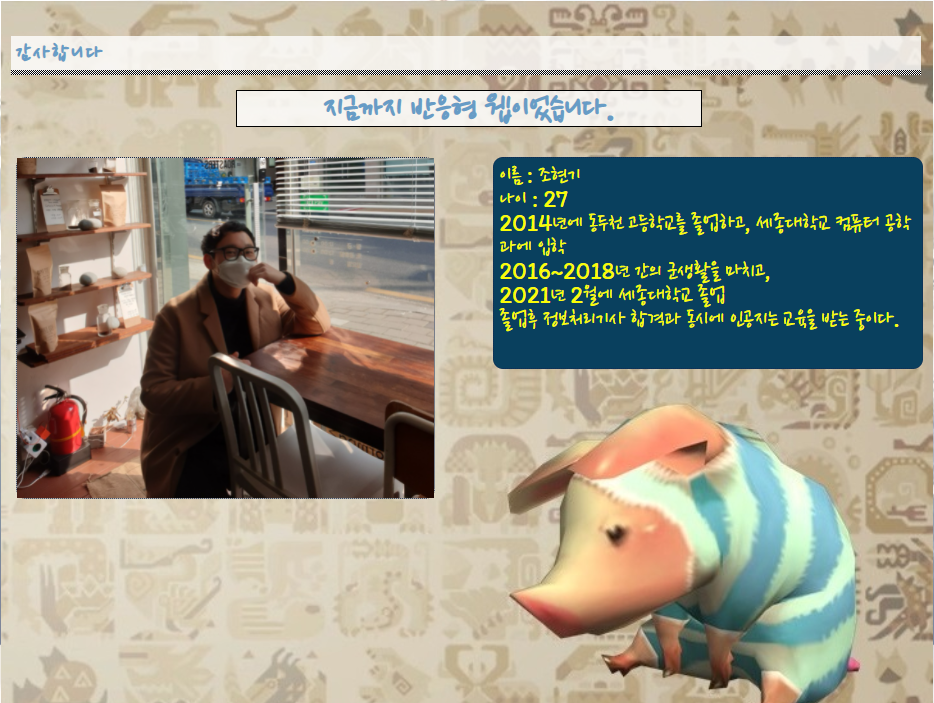 감사합니다
지금까지 반응형 웹이었습니다.
이름 : 조현기
나이 : 27
2014년에 동두천 고등학교를 졸업하고, 세종대학교 컴퓨터 공학
과에 입학
2016~2018년 간의 군생활을 마치고,
2021년 2월에 세종대학교 졸업
졸업후 정보처리기사 합격과 동시에 인공지는 교육을 받는 중이다.